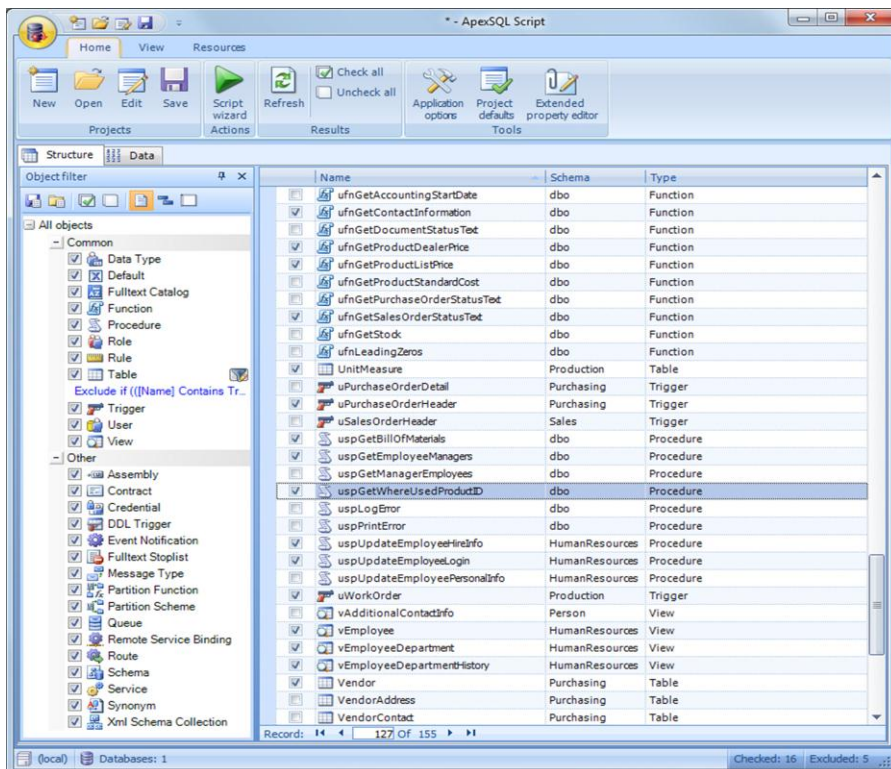 * - ApexSQL Script
Home View Resources
New Open Edit Save Script wizard Refresh Check all Uncheck all Application options Project defaults Extended property editor
Projects Actions Results Tools
Structure Data
Object filter
All objects
Common
Data Type
Default
Fulltext Catalog
Function
Procedure
Role
Rule
Table
Exclude if (([Name] Contains Tr...
Trigger
User
View
Other
Assembly
Contract
Credential
DDL Trigger
Event Notification
Fulltext Stoplist
Message Type
Partition Function
Partition Scheme
Queue
Remote Service Binding
Route
Schema
Service
Synonym
Xml Schema Collection
Name Schema Type
ufnGetAccountingStartDate dbo Function
ufnGetContactInformation dbo Function
ufnGetDocumentStatusText dbo Function
ufnGetProductDealerPrice dbo Function
ufnGetProductListPrice dbo Function
ufnGetProductStandardCost dbo Function
ufnGetPurchaseOrderStatusText dbo Function
ufnGetSalesOrderStatusText dbo Function
ufnGetStock dbo Function
ufnLeadingZeros dbo Function
UnitMeasure Production Table
uPurchaseOrderDetail Purchasing Trigger
uPurchaseOrderHeader Purchasing Trigger
uSalesOrderHeader Sales Trigger
uspGetBillOfMaterials dbo Procedure
uspGetEmployeeManagers dbo Procedure
uspGetManagerEmployees dbo Procedure
uspGetWhereUsedProductID dbo Procedure
uspLogError dbo Procedure
uspPrintError dbo Procedure
uspUpdateEmployeeHireInfo HumanResources Procedure
uspUpdateEmployeeLogin HumanResources Procedure
uspUpdateEmployeePersonalInfo HumanResources Procedure
uWorkOrder Production Trigger
vAdditionalContactInfo Person View
vEmployee HumanResources View
vEmployeeDepartment HumanResources View
vEmployeeDepartmentHistory HumanResources View
Vendor Purchasing Table
VendorAddress Purchasing Table
VendorContact Purchasing Table
Record: 127 Of 155
(local) Databases: 1 Checked: 16 Excluded: 5